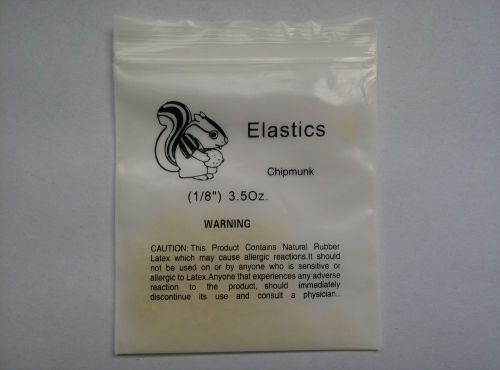 Elastics
Chipmunk
(1/8") 3.5Oz.
WARNING
CAUTION: This Product Contains Natural Rubber
Latex which may cause allergic reactions.It should
not be used on or by anyone who is sensitive or
allergic to Latex.Anyone that experiences any adverse
reaction to the product, should immediately
discontinue its use and consult a physician..